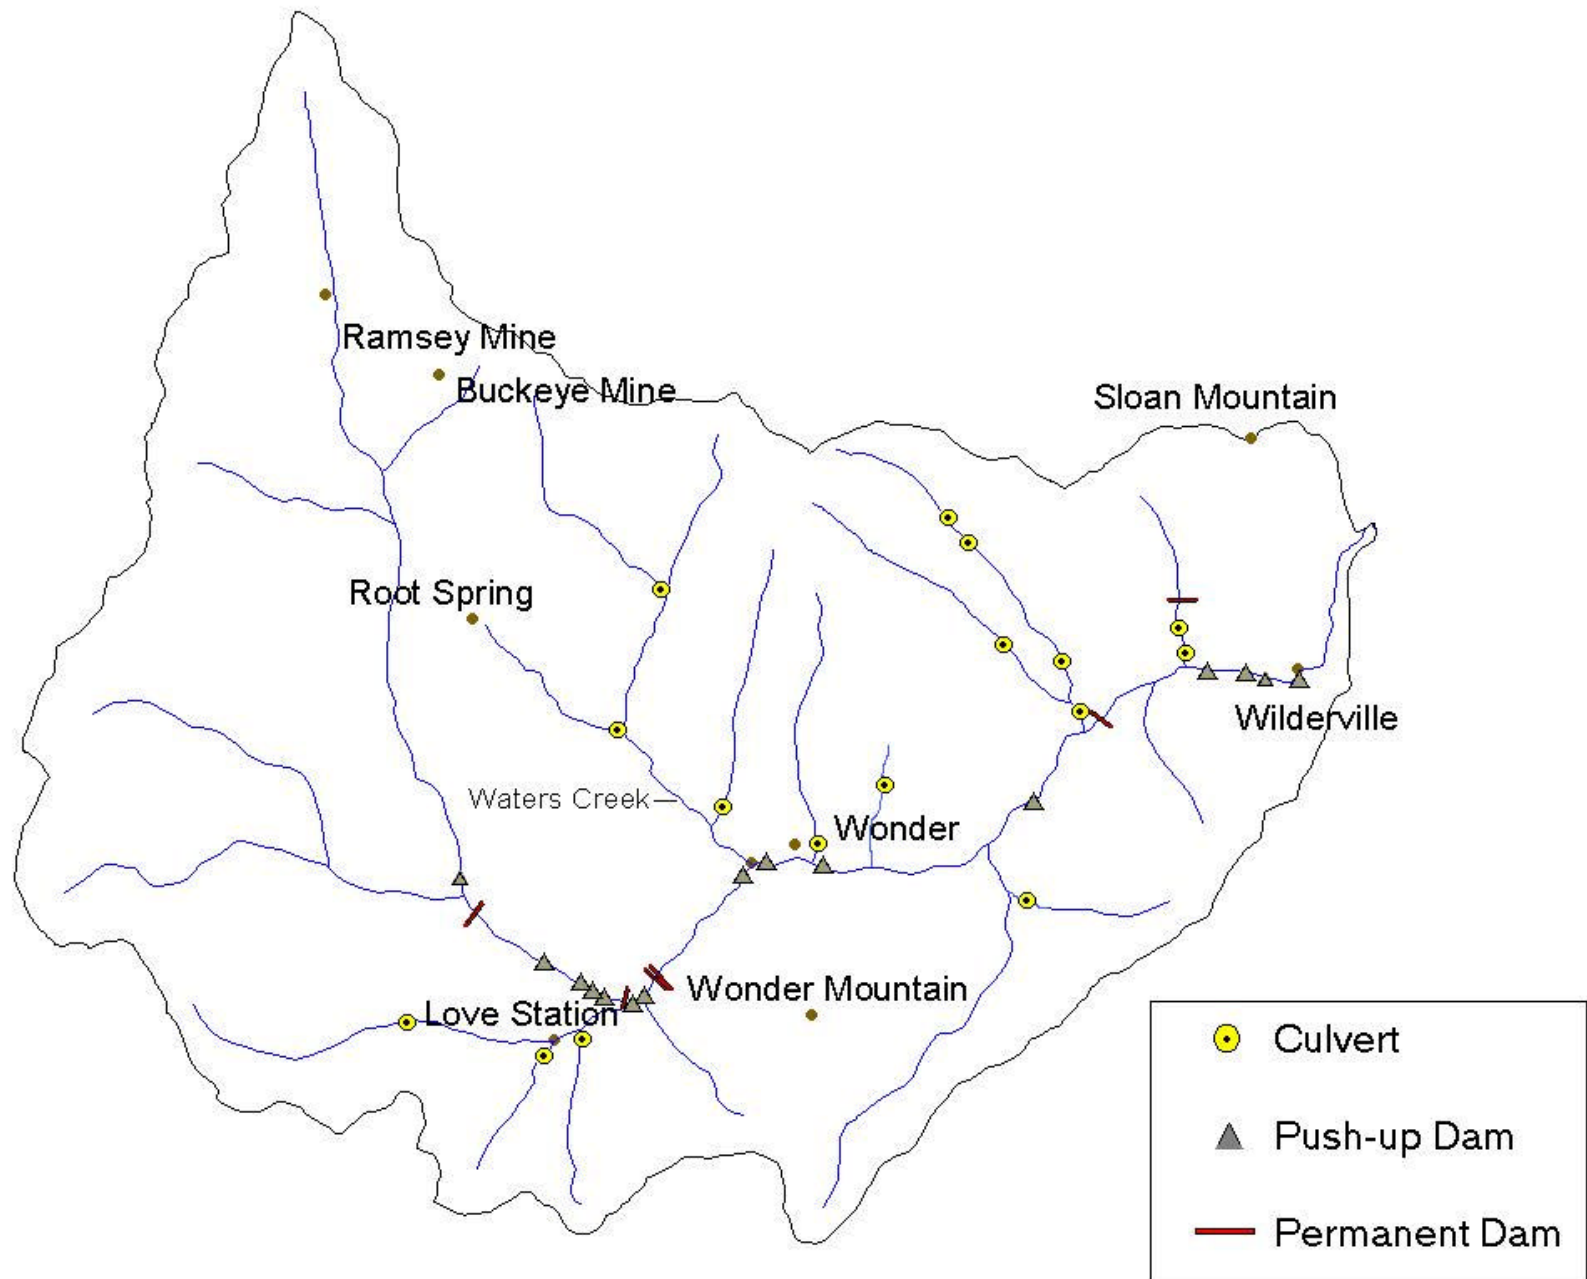 Ramsey Mine
Buckeye Mine
Sloan Mountain
Root Spring
Wilderville
Waters Creek
Wonder
Wonder Mountain
Love Station
Culvert
Push-up Dam
Permanent Dam